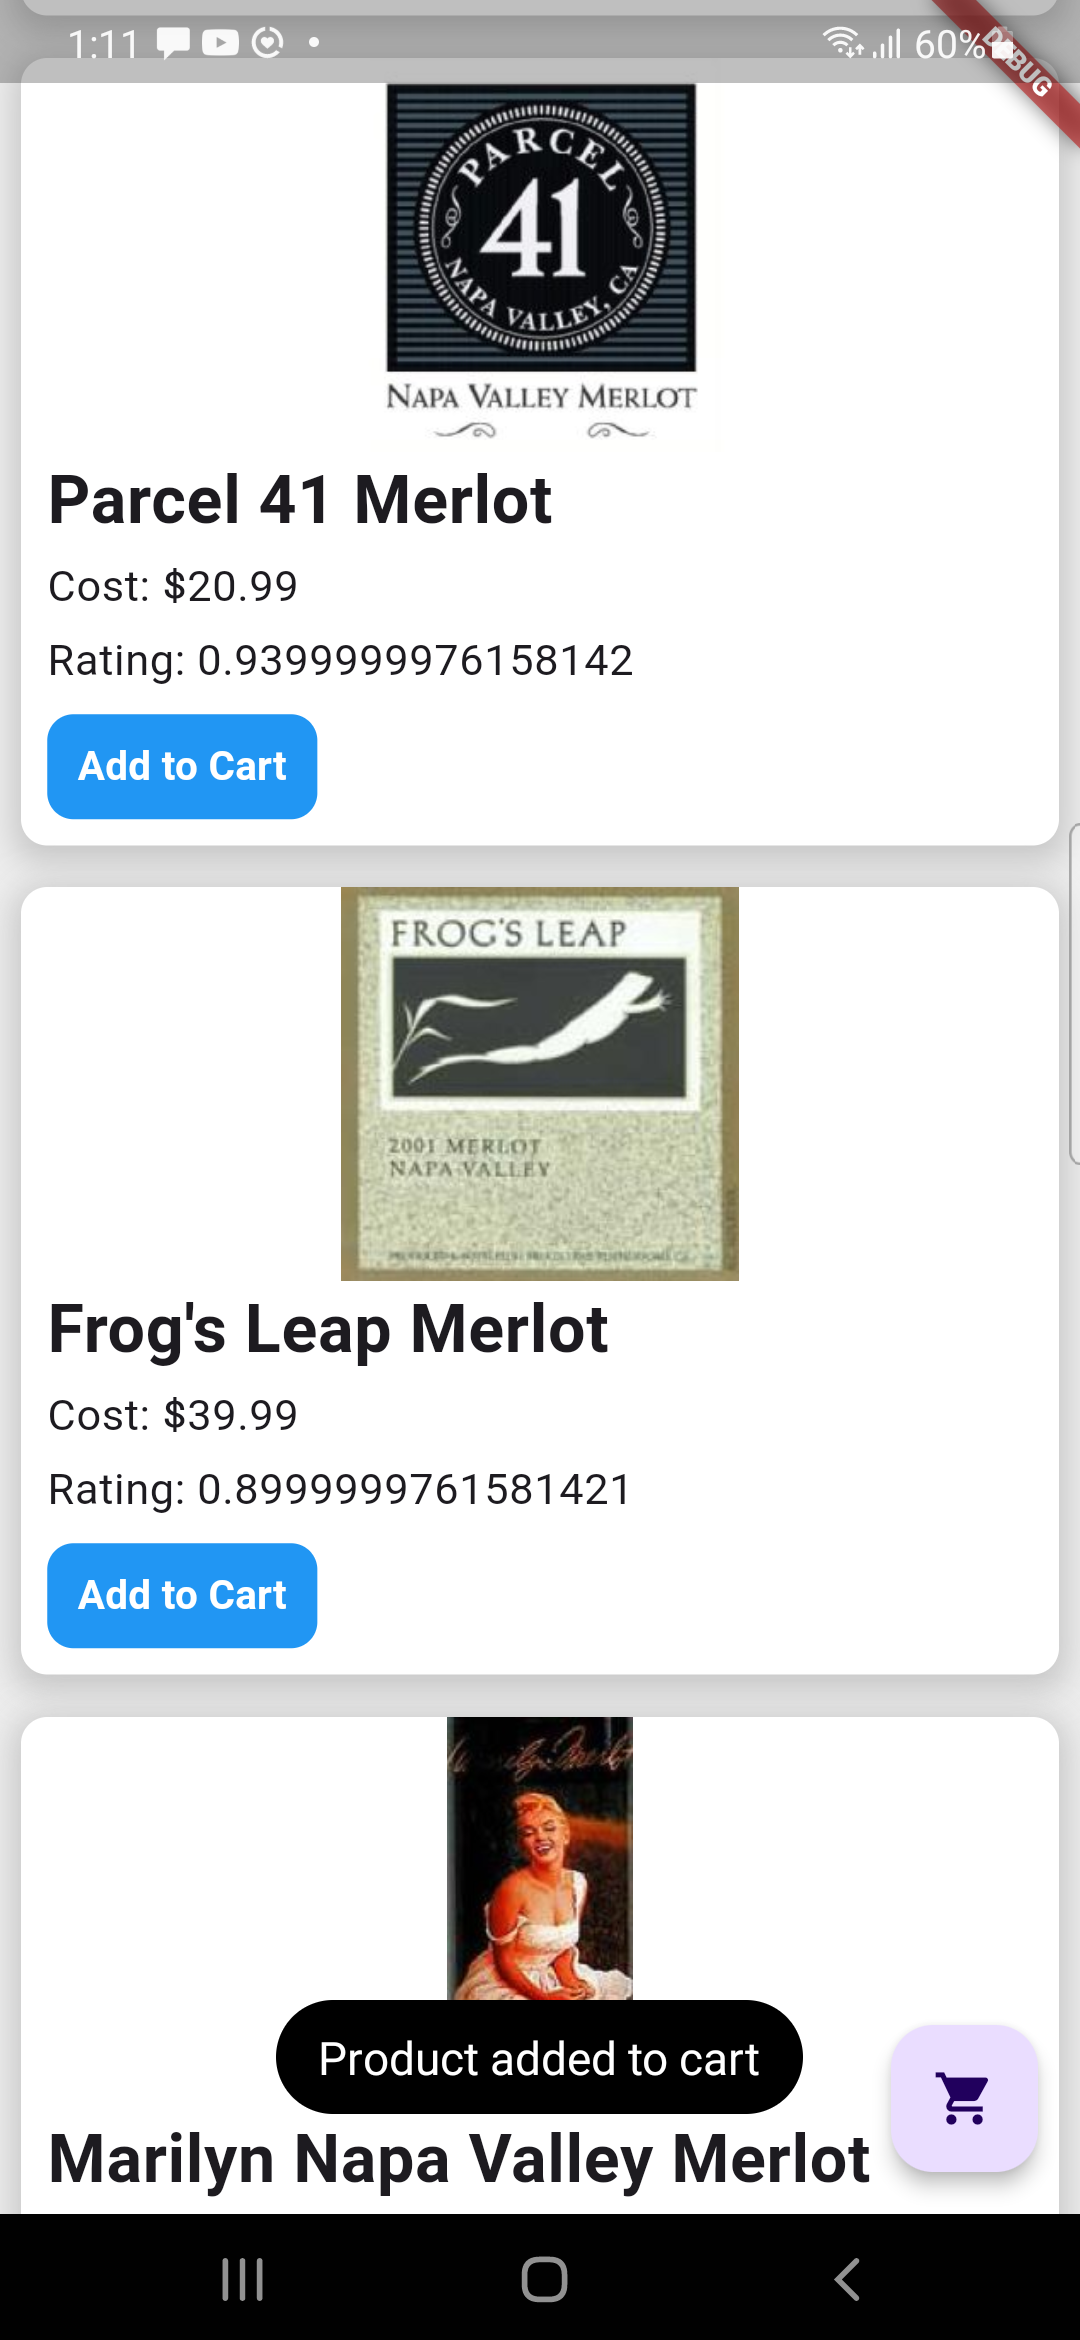 1:11
60%
DEBUG
PARCEL
41
NAPA VALLEY, CA
NAPA VALLEY MERLOT
Parcel 41 Merlot
Cost: $20.99
Rating: 0.9399999976158142
Add to Cart
FROG'S LEAP
2001 MERLOT
NAPA VALLEY
Frog's Leap Merlot
Cost: $39.99
Rating: 0.8999999761581421
Add to Cart
Product added to cart
Marilyn Napa Valley Merlot